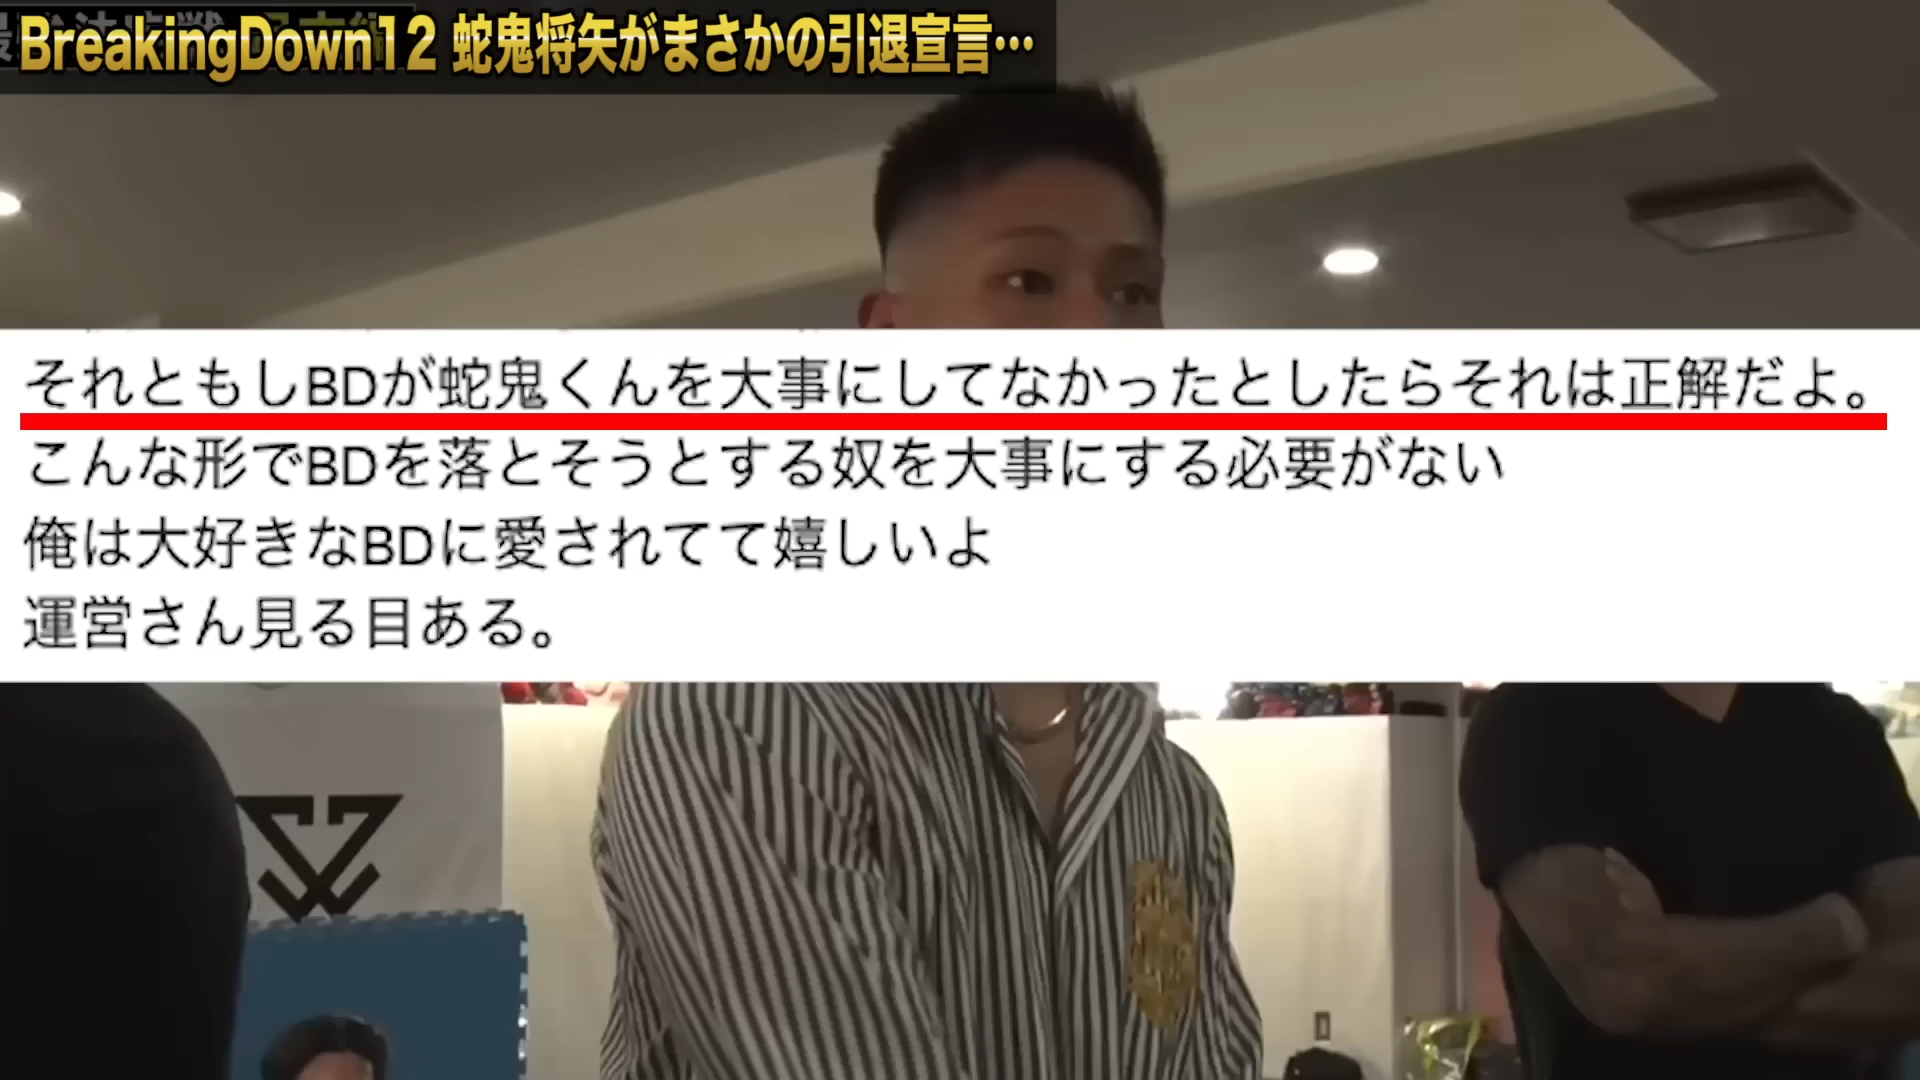 BreakingDown12 蛇鬼将矢がまさかの引退宣言…
それともしBDが蛇鬼くんを大事にしてなかったとしたらそれは正解だよ。
こんな形でBDを落とそうとする奴を大事にする必要がない
俺は大好きなBDに愛されてて嬉しいよ
運営さん見る目ある。